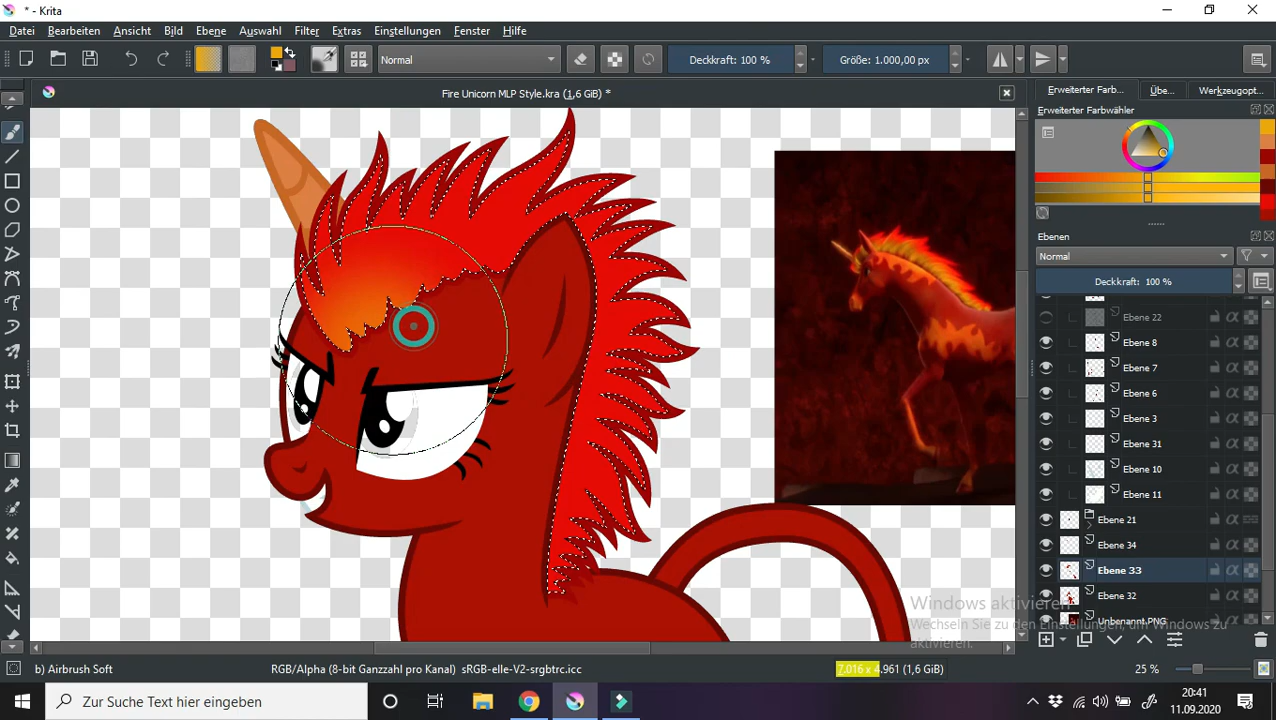 * - Krita
Datei Bearbeiten Ansicht Bild Ebene Auswahl Filter Extras Einstellungen Fenster Hilfe
Normal Deckkraft: 100 % Größe: 1.000,00 px
Fire Unicorn MLP Style.kra (1,6 GiB) *
Erweiterter Farb... Übe... Werkzeugopt...
Erweiterter Farbwähler
Ebenen
Normal
Deckkraft: 100 %
Ebene 22
Ebene 8
Ebene 7
Ebene 6
Ebene 3
Ebene 31
Ebene 10
Ebene 11
Ebene 21
Ebene 34
Ebene 33
Ebene 32
Unbenannt.PNG
Windows aktivieren
Wechseln Sie zu den Einstellungen, um Windows zu
aktivieren.
b) Airbrush Soft RGB/Alpha (8-bit Ganzzahl pro Kanal) sRGB-elle-V2-srgbtrc.icc 7.016 x 4.961 (1,6 GiB) 25 %
Zur Suche Text hier eingeben
20:41
11.09.2020